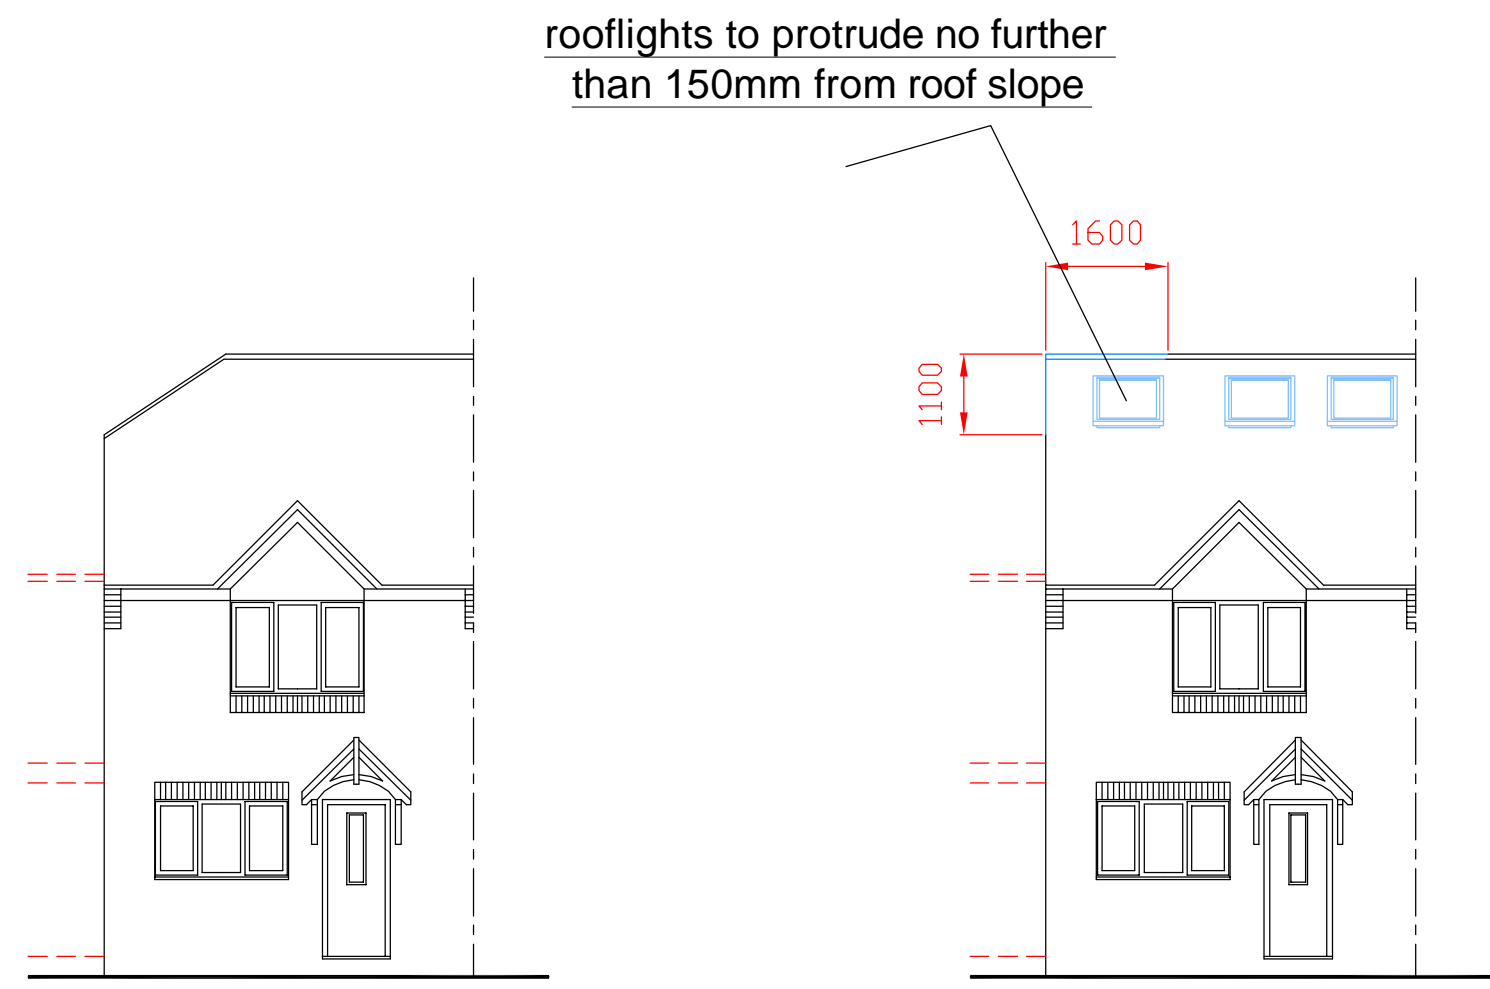 rooflights to protrude no further
than 150mm from roof slope
1600
1100